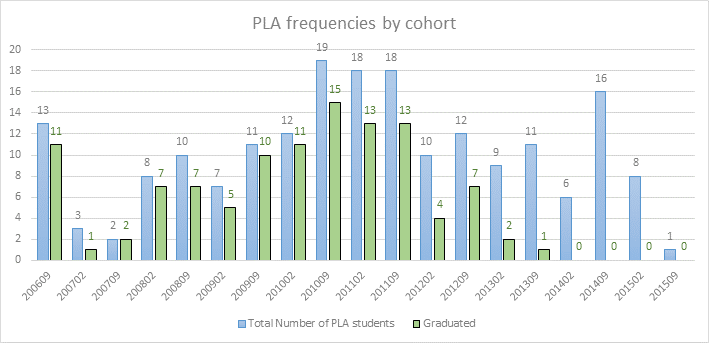 PLA frequencies by cohort
20
18
16
14
12
10
8
6
4
2
0
13 11 3 1 2 2 8 7 10 7 7 5 11 10 12 11 19 15 18 13 18 13 10 4 12 7 9 2 11 1 6 0 16 0 8 0 1 0
200609 200702 200709 200802 200809 200902 200909 201002 201009 201102 201109 201202 201209 201302 201309 201402 201409 201502 201509
Total Number of PLA students Graduated